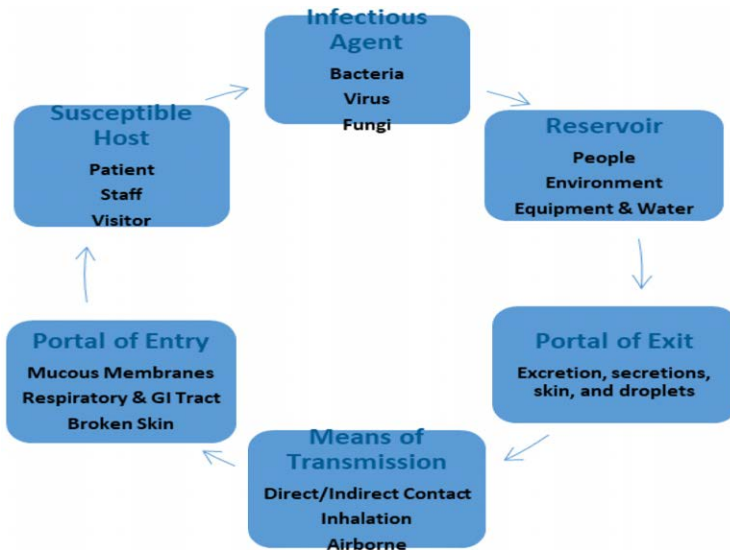 Infectious
Agent
Bacteria
Virus
Fungi
Reservoir
People
Environment
Equipment & Water
Portal of Exit
Excretion, secretions,
skin, and droplets
Means of
Transmission
Direct/Indirect Contact
Inhalation
Airborne
Portal of Entry
Mucous Membranes
Respiratory & GI Tract
Broken Skin
Susceptible
Host
Patient
Staff
Visitor